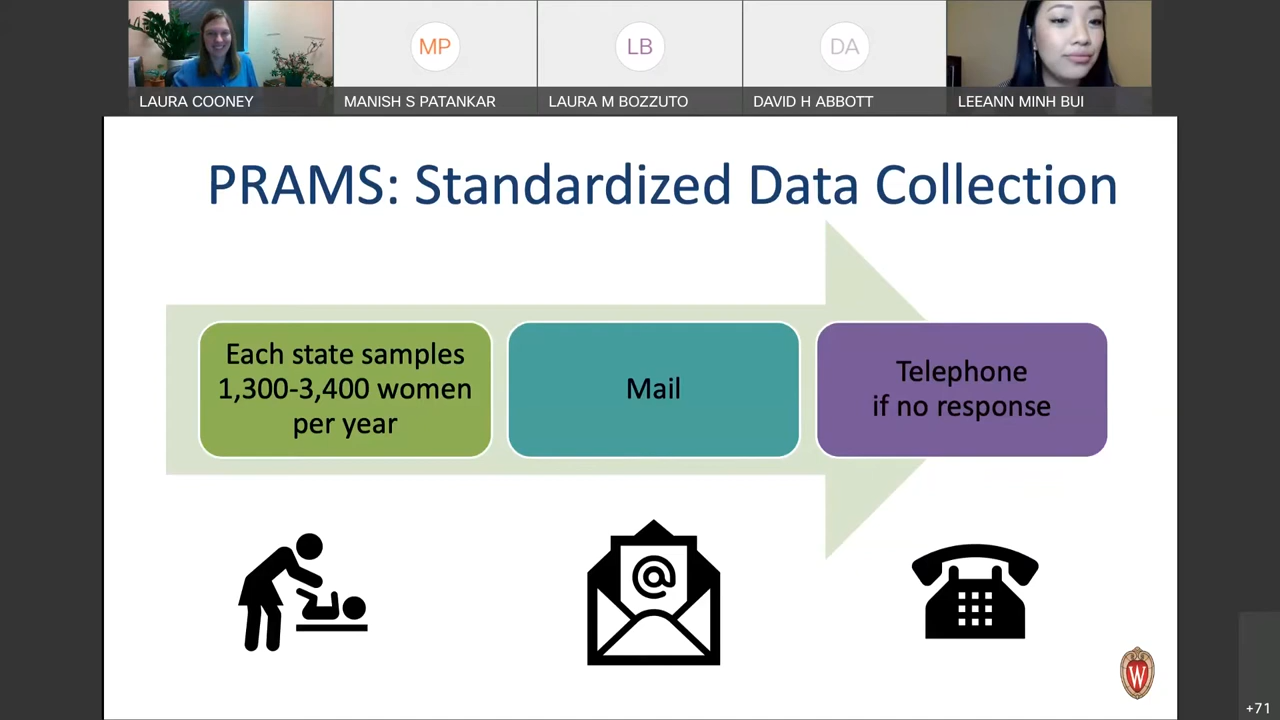 MP
LB
DA
LAURA COONEY
MANISH S PATANKAR
LAURA M BOZZUTO
DAVID H ABBOTT
LEEANN MINH BUI
PRAMS: Standardized Data Collection
Each state samples
1,300-3,400 women
per year
Mail
Telephone
if no response
@
W
+71